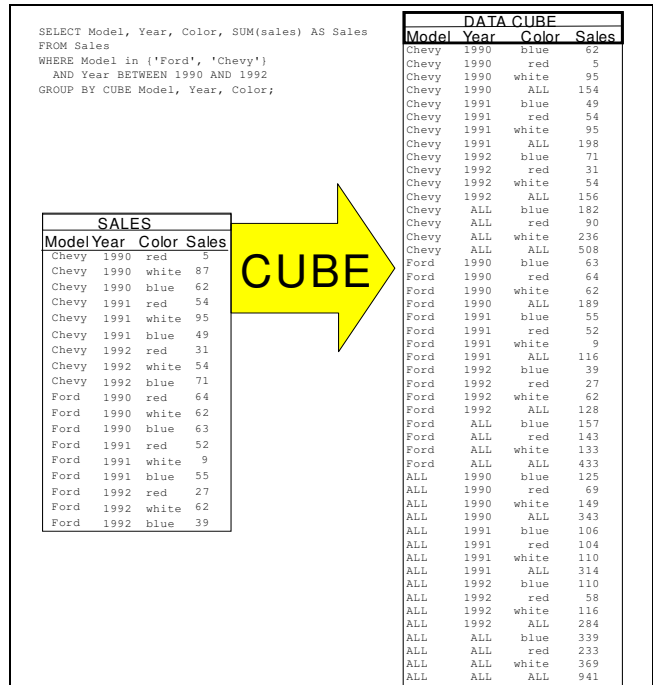 SELECT Model, Year, Color, SUM(sales) AS Sales
FROM Sales
WHERE Model in {'Ford', 'Chevy'}
AND Year BETWEEN 1990 AND 1992
GROUP BY CUBE Model, Year, Color;
SALES
Model Year Color Sales
Chevy 1990 red 5
Chevy 1990 white 87
Chevy 1990 blue 62
Chevy 1991 red 54
Chevy 1991 white 95
Chevy 1991 blue 49
Chevy 1992 red 31
Chevy 1992 white 54
Chevy 1992 blue 71
Ford 1990 red 64
Ford 1990 white 62
Ford 1990 blue 63
Ford 1991 red 52
Ford 1991 white 9
Ford 1991 blue 55
Ford 1992 red 27
Ford 1992 white 62
Ford 1992 blue 39
CUBE
DATA CUBE
Model Year Color Sales
Chevy 1990 blue 62
Chevy 1990 red 5
Chevy 1990 white 95
Chevy 1990 ALL 154
Chevy 1991 blue 49
Chevy 1991 red 54
Chevy 1991 white 95
Chevy 1991 ALL 198
Chevy 1992 blue 71
Chevy 1992 red 31
Chevy 1992 white 54
Chevy 1992 ALL 156
Chevy ALL blue 182
Chevy ALL red 90
Chevy ALL white 236
Chevy ALL ALL 508
Ford 1990 blue 63
Ford 1990 red 64
Ford 1990 white 62
Ford 1990 ALL 189
Ford 1991 blue 55
Ford 1991 red 52
Ford 1991 white 9
Ford 1991 ALL 116
Ford 1992 blue 39
Ford 1992 red 27
Ford 1992 white 62
Ford 1992 ALL 128
Ford ALL blue 157
Ford ALL red 143
Ford ALL white 133
Ford ALL ALL 433
ALL 1990 blue 125
ALL 1990 red 69
ALL 1990 white 149
ALL 1990 ALL 343
ALL 1991 blue 106
ALL 1991 red 104
ALL 1991 white 110
ALL 1991 ALL 314
ALL 1992 blue 110
ALL 1992 red 58
ALL 1992 white 116
ALL 1992 ALL 284
ALL ALL blue 339
ALL ALL red 233
ALL ALL white 369
ALL ALL ALL 941